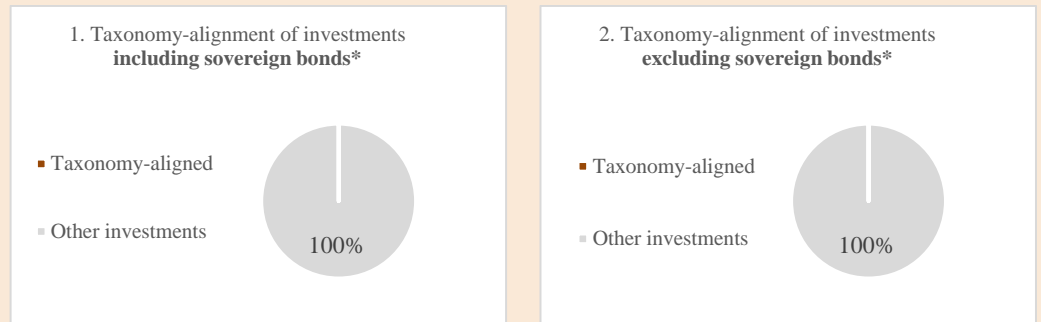 1. Taxonomy-alignment of investments
including sovereign bonds*
Taxonomy-aligned
Other investments
100%
2. Taxonomy-alignment of investments
excluding sovereign bonds*
Taxonomy-aligned
Other investments
100%